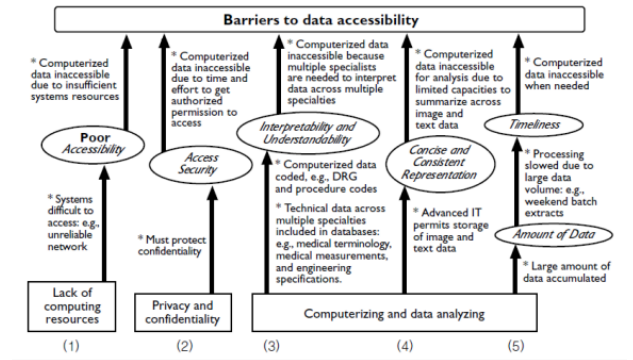 Barriers to data accessibility
* Computerized
data inaccessible
due to insufficient
systems resources
* Computerized
data inaccessible
due to time and
effort to get
authorized
permission to
access
* Computerized data
inaccessible because
multiple specialists
are needed to interpret
data across multiple
specialties
* Computerized
data inaccessible
for analysis due to
limited capacities to
summarize across
image and
text data
* Computerized
data inaccessible
when needed
Poor
Accessibility
Access
Security
Interpretability and
Understandability
Concise and
Consistent
Representation
Timeliness
* Systems
difficult to
access: e.g.,
unreliable
network
* Must protect
confidentiality
* Computerized data
coded, e.g., DRG
and procedure codes
* Technical data across
multiple specialties
included in databases:
e.g., medical terminology,
medical measurements,
and engineering
specifications.
* Advanced IT
permits storage
of image and
text data
* Processing
slowed due to
large data
volume: e.g.,
weekend batch
extracts
Amount of Data
* Large amount of
data accumulated
Lack of
computing
resources
Privacy and
confidentiality
Computerizing and data analyzing
(1) (2) (3) (4) (5)